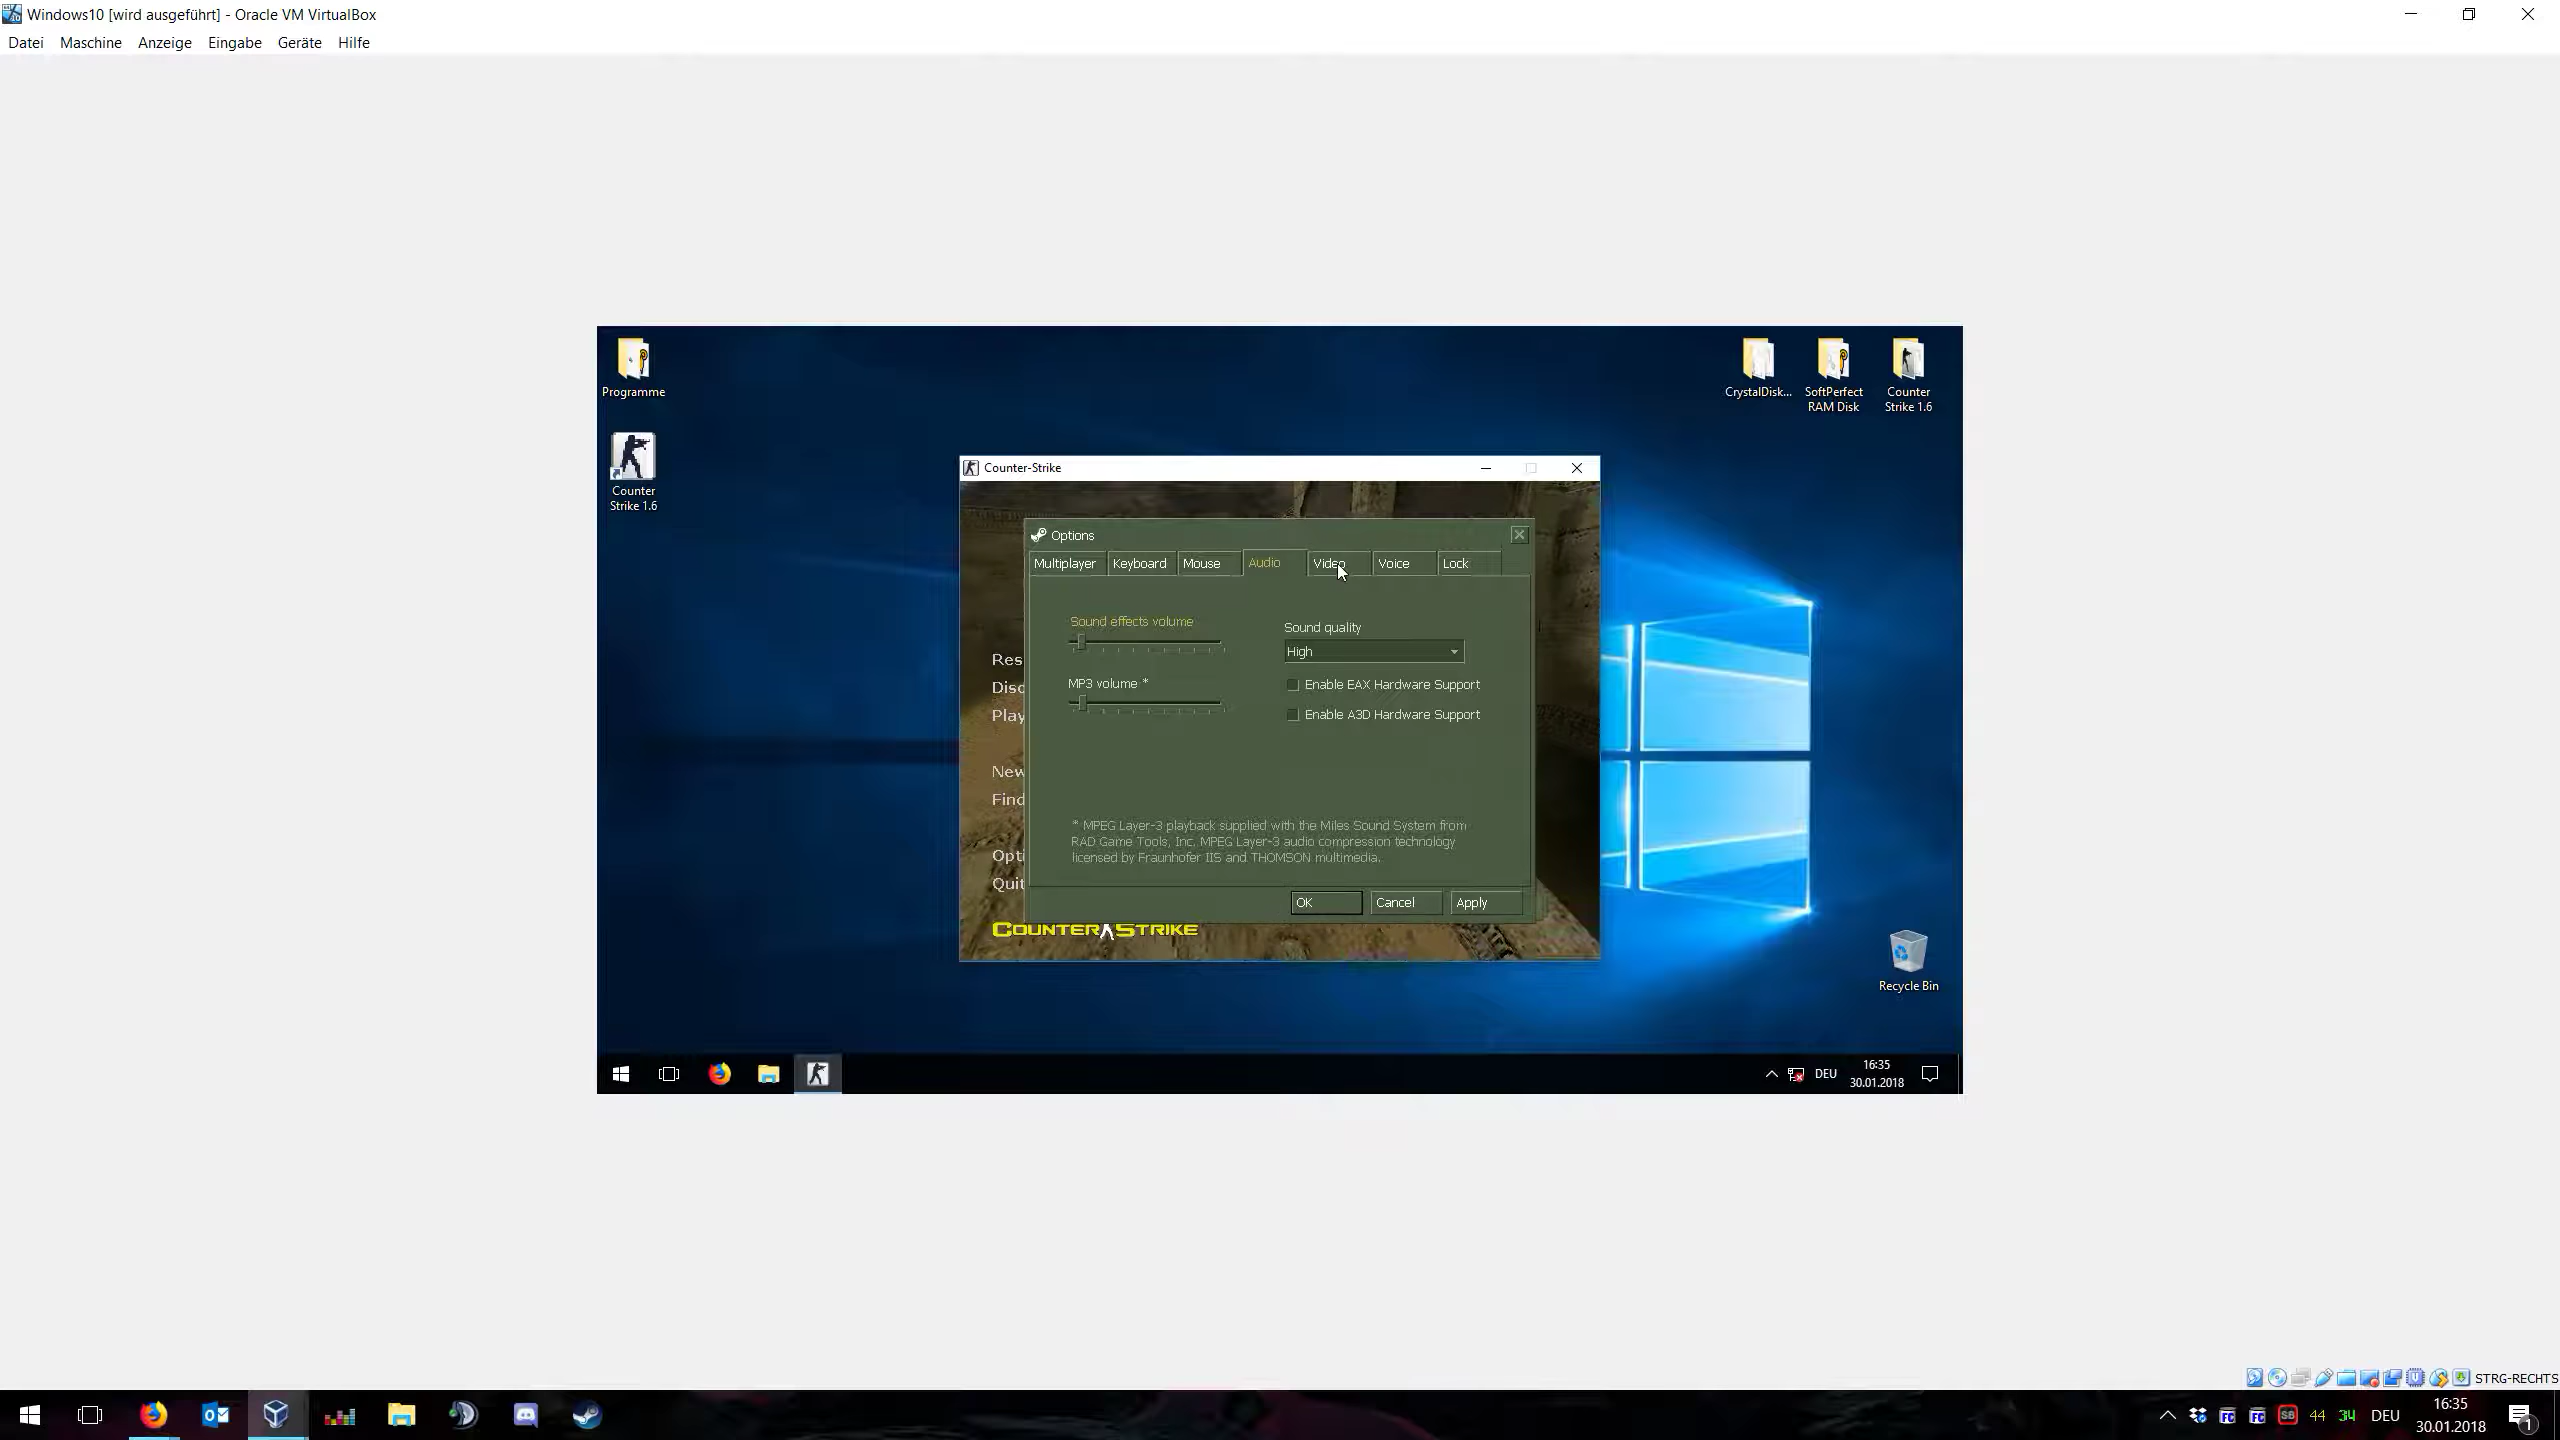 Windows10 [wird ausgeführt] - Oracle VM VirtualBox
Datei Maschine Anzeige Eingabe Geräte Hilfe
Programme
CrystalDisk...
SoftPerfect
RAM Disk
Counter
Strike 1.6
Counter
Strike 1.6
Counter-Strike
Options
Multiplayer Keyboard Mouse Audio Video Voice Lock
Sound effects volume
Sound quality
High
MP3 volume *
Enable EAX Hardware Support
Enable A3D Hardware Support
Res
Disc
Play
New
Find
Opti
Quit
* MPEG Layer-3 playback supplied with the Miles Sound System from
RAD Game Tools, Inc. MPEG Layer-3 audio compression technology
licensed by Fraunhofer IIS and THOMSON multimedia.
OK Cancel Apply
COUNTER STRIKE
Recycle Bin
DEU
16:35
30.01.2018
STRG-RECHTS
FC FC SB 44 34 DEU
16:35
30.01.2018
1